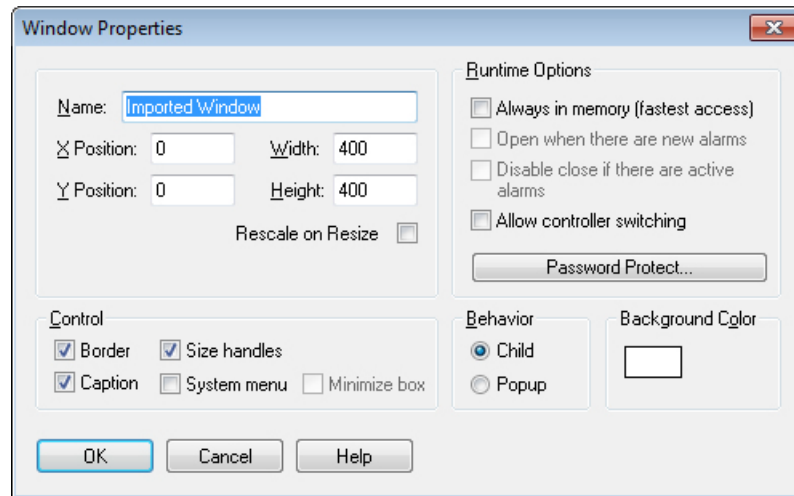 Window Properties
Name: Imported Window
X Position: 0 Width: 400
Y Position: 0 Height: 400
Rescale on Resize
Runtime Options
Always in memory (fastest access)
Open when there are new alarms
Disable close if there are active
alarms
Allow controller switching
Password Protect...
Control
Border Size handles
Caption System menu Minimize box
Behavior
Child
Popup
Background Color
OK Cancel Help